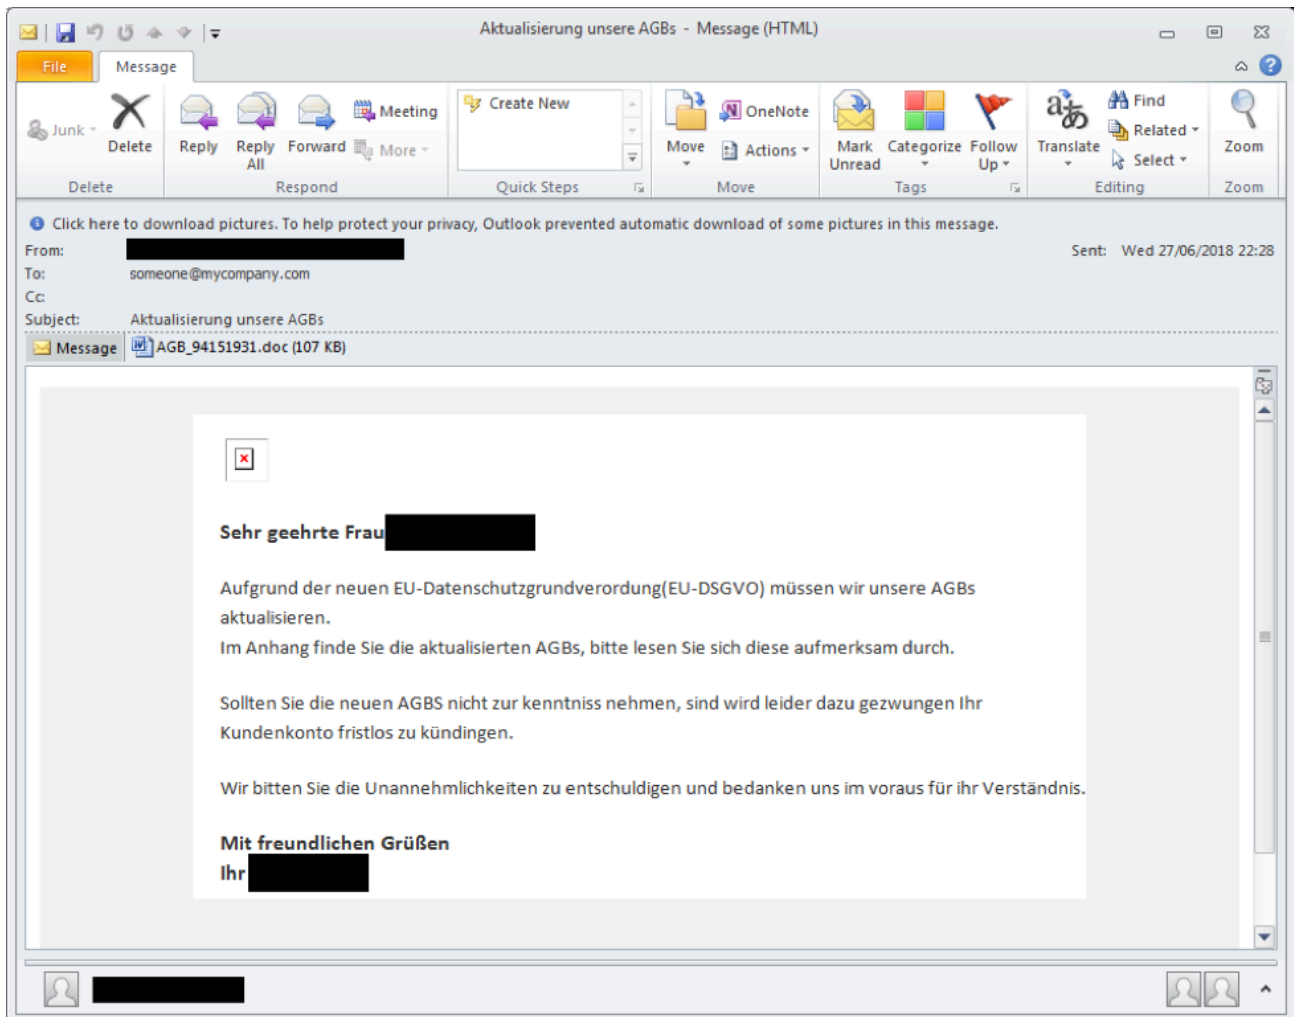 Aktualisierung unsere AGBs - Message (HTML)
File Message
Junk
Delete
Reply
Reply All
Forward
Meeting
More
Create New
Move
OneNote
Actions
Mark Unread
Categorize
Follow Up
Translate
Find
Related
Select
Zoom
Delete Respond Quick Steps Move Tags Editing Zoom
Click here to download pictures. To help protect your privacy, Outlook prevented automatic download of some pictures in this message.
From: Sent: Wed 27/06/2018 22:28
To: someone@mycompany.com
Cc:
Subject: Aktualisierung unsere AGBs
Message AGB_94151931.doc (107 KB)
Sehr geehrte Frau
Aufgrund der neuen EU-Datenschutzgrundverordung(EU-DSGVO) müssen wir unsere AGBs
aktualisieren.
Im Anhang finde Sie die aktualisierten AGBs, bitte lesen Sie sich diese aufmerksam durch.
Sollten Sie die neuen AGBS nicht zur kenntniss nehmen, sind wird leider dazu gezwungen Ihr
Kundenkonto fristlos zu kündingen.
Wir bitten Sie die Unannehmlichkeiten zu entschuldigen und bedanken uns im voraus für ihr Verständnis.
Mit freundlichen Grüßen
Ihr